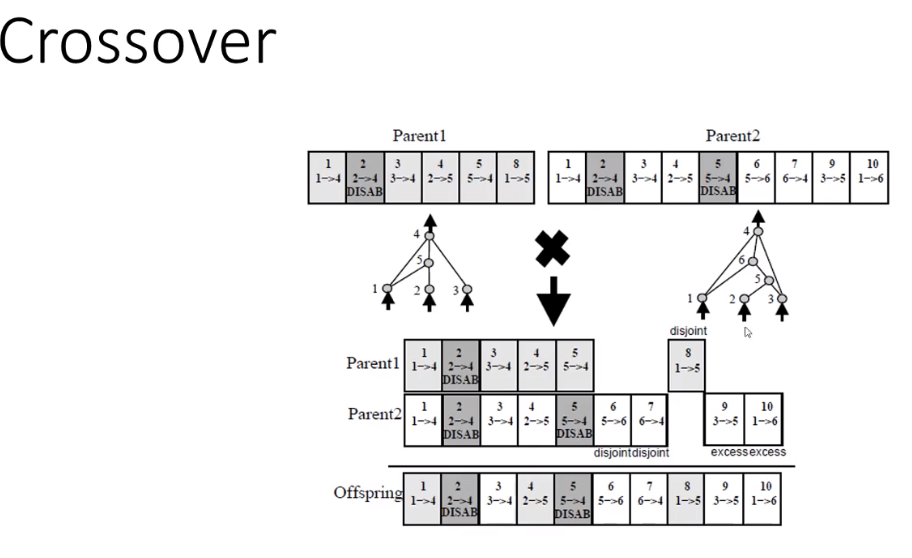 Crossover
Parent1
1 2 3 4 5 8
1->4 2->4 3->4 2->5 5->4 1->5
DISAB
Parent2
1 2 3 4 5 6 7 9 10
1->4 2->4 3->4 2->5 5->4 5->6 6->4 3->5 1->6
DISAB DISAB
4
5
1 2 3
4
6
5
1 2 3
disjoint
Parent1
1 2 3 4 5 8
1->4 2->4 3->4 2->5 5->4 1->5
DISAB
Parent2
1 2 3 4 5 6 7 9 10
1->4 2->4 3->4 2->5 5->4 5->6 6->4 3->5 1->6
DISAB DISAB
disjoint disjoint excess excess
Offspring
1 2 3 4 5 6 7 8 9 10
1->4 2->4 3->4 2->5 5->4 5->6 6->4 1->5 3->5 1->6
DISAB DISAB